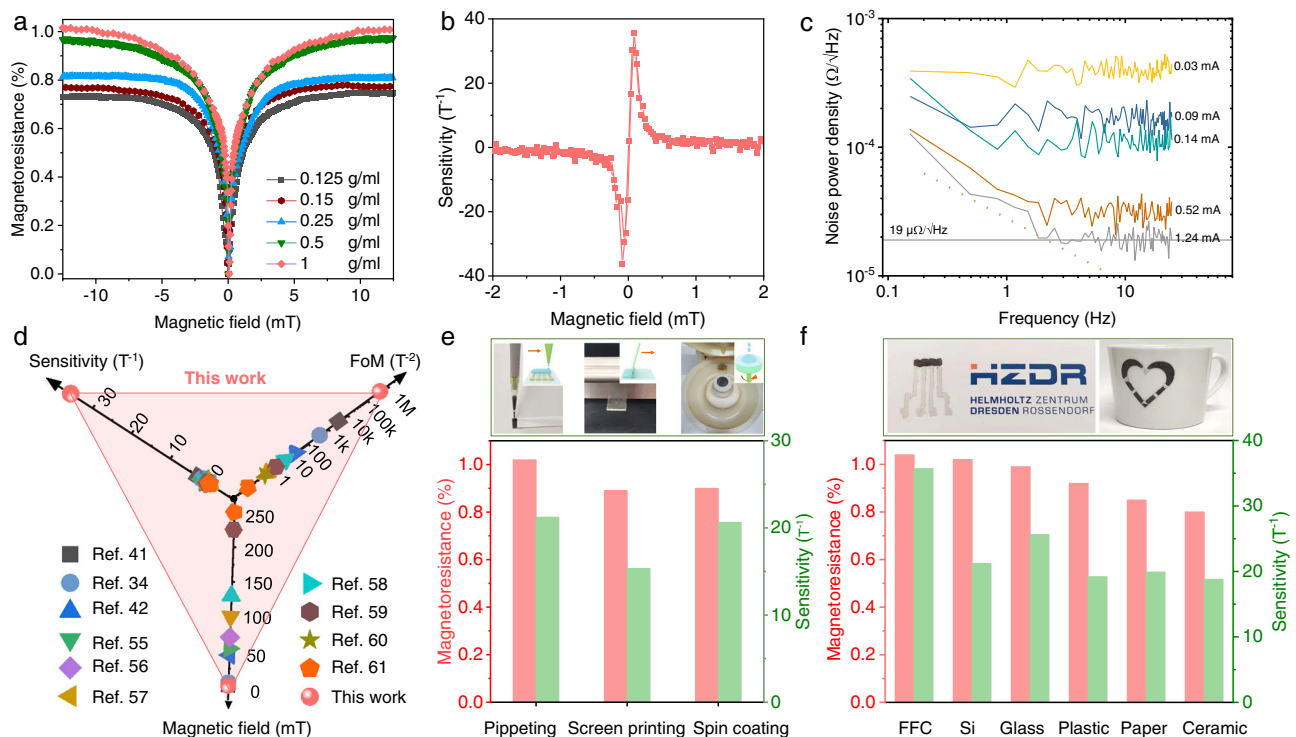 a
Magnetoresistance (%)
1.0
0.8
0.6
0.4
0.2
0.0
0.125 g/ml
0.15 g/ml
0.25 g/ml
0.5 g/ml
1 g/ml
-10 -5 0 5 10
Magnetic field (mT)
b
Sensitivity (T⁻¹)
40
20
0
-20
-40
-2 -1 0 1 2
Magnetic field (mT)
c
Noise power density (Ω/√Hz)
10⁻³
10⁻⁴
10⁻⁵
0.03 mA
0.09 mA
0.14 mA
0.52 mA
1.24 mA
19 µΩ/√Hz
0.1 1 10
Frequency (Hz)
d
Sensitivity (T⁻¹)
FoM (T⁻²)
This work
30
20
10
0
1M
100k
10k
1k
100
10
1
250
200
150
100
50
0
Magnetic field (mT)
Ref. 41
Ref. 34
Ref. 42
Ref. 55
Ref. 56
Ref. 57
Ref. 58
Ref. 59
Ref. 60
Ref. 61
This work
e
Magnetoresistance (%)
1.0
0.8
0.6
0.4
0.2
0.0
30
20
10
0
Sensitivity (T⁻¹)
Pippeting Screen printing Spin coating
f
HZDR
HELMHOLTZ ZENTRUM
DRESDEN ROSSENDORF
Magnetoresistance (%)
1.0
0.8
0.6
0.4
0.2
0.0
40
30
20
10
0
Sensitivity (T⁻¹)
FFC Si Glass Plastic Paper Ceramic